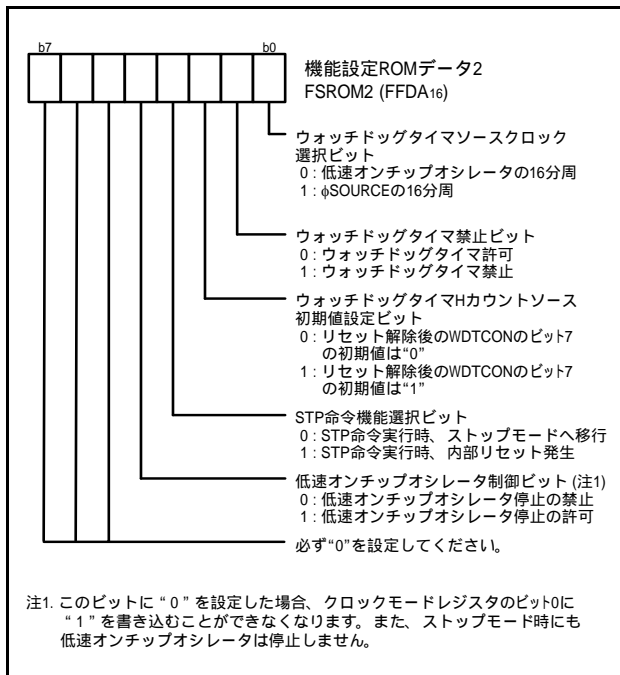 b7
b0
機能設定ROMデータ2
FSROM2 (FFDA16)
ウォッチドッグタイマソースクロック
選択ビット
0 : 低速オンチップオシレータの16分周
1 : φSOURCEの16分周
ウォッチドッグタイマ禁止ビット
0 : ウォッチドッグタイマ許可
1 : ウォッチドッグタイマ禁止
ウォッチドッグタイマHカウントソース
初期値設定ビット
0 : リセット解除後のWDTCONのビット7
の初期値は“0”
1 : リセット解除後のWDTCONのビット7
の初期値は“1”
STP命令機能選択ビット
0 : STP命令実行時、ストップモードへ移行
1 : STP命令実行時、内部リセット発生
低速オンチップオシレータ制御ビット (注1)
0 : 低速オンチップオシレータ停止の禁止
1 : 低速オンチップオシレータ停止の許可
必ず“0”を設定してください。
注1. このビットに“0”を設定した場合、クロックモードレジスタのビット0に
“1”を書き込むことができなくなります。また、ストップモード時にも
低速オンチップオシレータは停止しません。